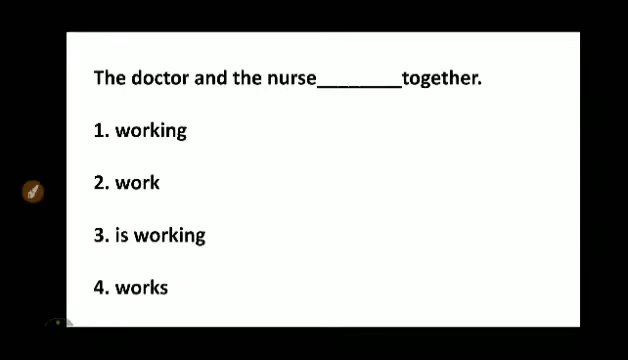 The doctor and the nurse________together.
1. working
2. work
3. is working
4. works